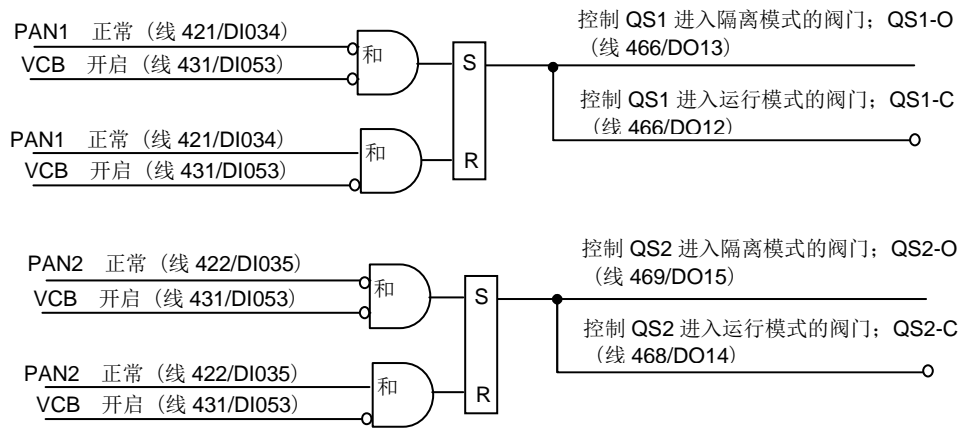 PAN1 正常（线 421/DI034）
VCB 开启（线 431/DI053）
和
S
控制 QS1 进入隔离模式的阀门；QS1-O
（线 466/DO13）
控制 QS1 进入运行模式的阀门；QS1-C
（线 466/DO12）
PAN1 正常（线 421/DI034）
VCB 开启（线 431/DI053）
和
R
PAN2 正常（线 422/DI035）
VCB 开启（线 431/DI053）
和
S
控制 QS2 进入隔离模式的阀门；QS2-O
（线 469/DO15）
控制 QS2 进入运行模式的阀门；QS2-C
（线 468/DO14）
PAN2 正常（线 422/DI035）
VCB 开启（线 431/DI053）
和
R